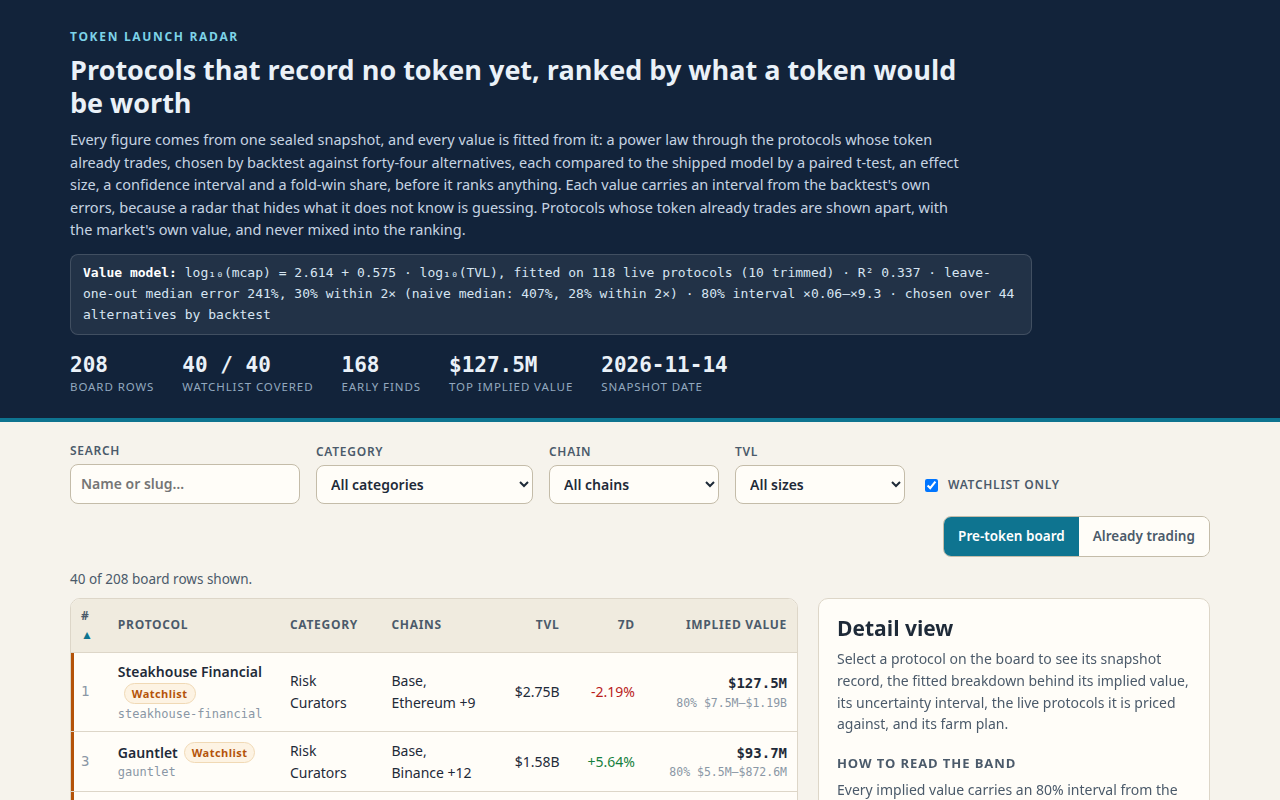 TOKEN LAUNCH RADAR
Protocols that record no token yet, ranked by what a token would
be worth
Every figure comes from one sealed snapshot, and every value is fitted from it: a power law through the protocols whose token
already trades, chosen by backtest against forty-four alternatives, each compared to the shipped model by a paired t-test, an effect
size, a confidence interval and a fold-win share, before it ranks anything. Each value carries an interval from the backtest's own
errors, because a radar that hides what it does not know is guessing. Protocols whose token already trades are shown apart, with
the market's own value, and never mixed into the ranking.
Value model: log₁₀(mcap) = 2.614 + 0.575 · log₁₀(TVL), fitted on 118 live protocols (10 trimmed) · R² 0.337 · leave-
one-out median error 241%, 30% within 2× (naive median: 407%, 28% within 2×) · 80% interval ×0.06–×9.3 · chosen over 44
alternatives by backtest
208 40 / 40 168 $127.5M 2026-11-14
BOARD ROWS WATCHLIST COVERED EARLY FINDS TOP IMPLIED VALUE SNAPSHOT DATE
SEARCH CATEGORY CHAIN TVL
Name or slug... All categories All chains All sizes WATCHLIST ONLY
Pre-token board Already trading
40 of 208 board rows shown.
# ▲ PROTOCOL CATEGORY CHAINS TVL 7D IMPLIED VALUE
1 Steakhouse Financial Watchlist steakhouse-financial Risk Curators Base, Ethereum +9 $2.75B -2.19% $127.5M 80% $7.5M–$1.19B
3 Gauntlet Watchlist gauntlet Risk Curators Base, Binance +12 $1.58B +5.64% $93.7M 80% $5.5M–$872.6M
Detail view
Select a protocol on the board to see its snapshot
record, the fitted breakdown behind its implied value,
its uncertainty interval, the live protocols it is priced
against, and its farm plan.
HOW TO READ THE BAND
Every implied value carries an 80% interval from the